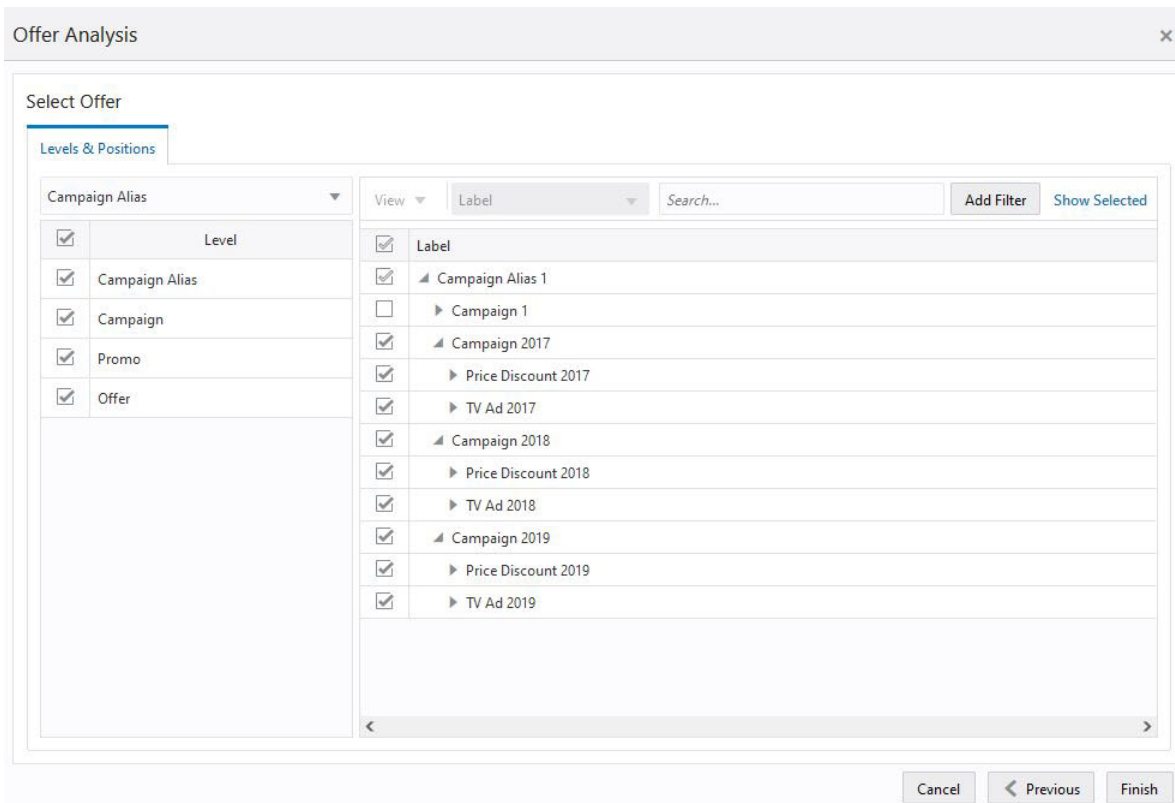 Offer Analysis
Select Offer
Levels & Positions
Campaign Alias
View
Label
Search...
Add Filter
Show Selected
Level
Campaign Alias
Campaign
Promo
Offer
Label
Campaign Alias 1
Campaign 1
Campaign 2017
Price Discount 2017
TV Ad 2017
Campaign 2018
Price Discount 2018
TV Ad 2018
Campaign 2019
Price Discount 2019
TV Ad 2019
Cancel
Previous
Finish